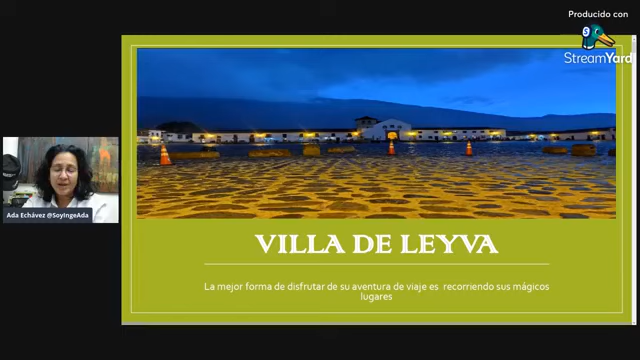 Producido con
StreamYard
Ada Echávez @SoyIngeAda
VILLA DE LEYVA
La mejor forma de disfrutar de su aventura de viaje es recorriendo sus mágicos
lugares